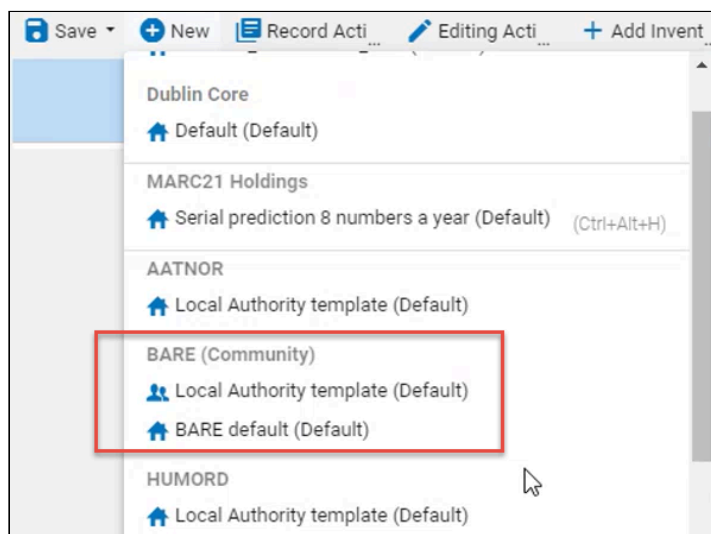 Save New Record Acti... Editing Acti... Add Invent...
Dublin Core
Default (Default)
MARC21 Holdings
Serial prediction 8 numbers a year (Default) (Ctrl+Alt+H)
AATNOR
Local Authority template (Default)
BARE (Community)
Local Authority template (Default)
BARE default (Default)
HUMORD
Local Authority template (Default)